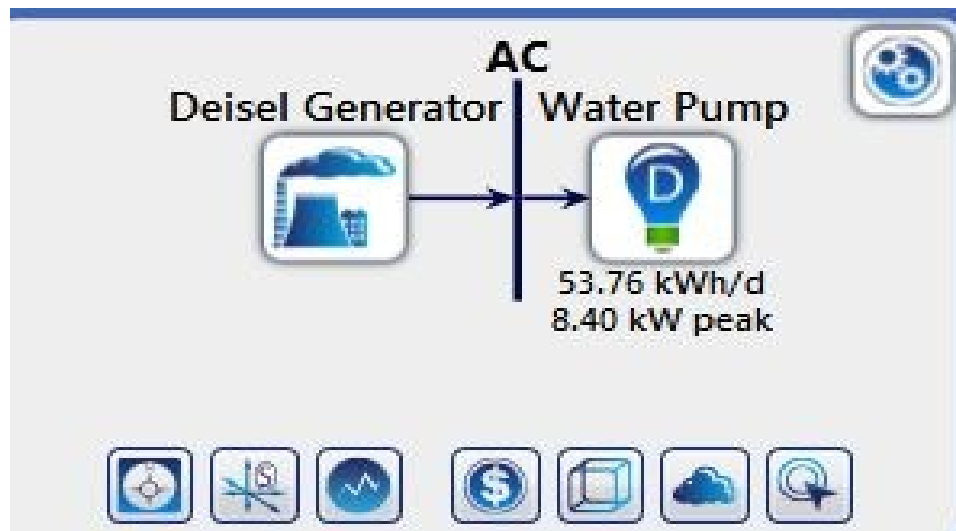 AC
Deisel Generator
Water Pump
D
53.76 kWh/d
8.40 kW peak
$